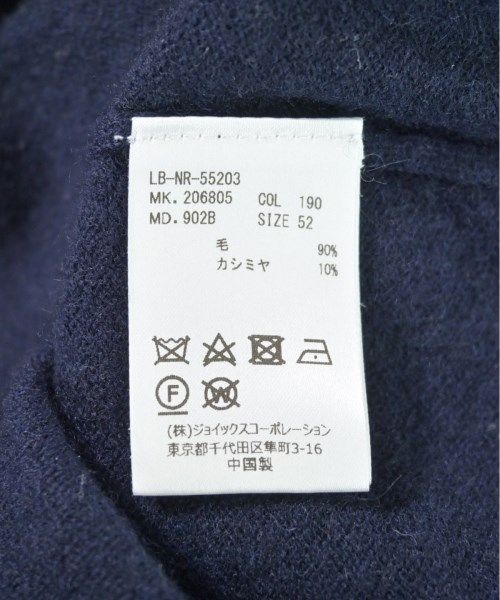 LB-NR-55203
MK. 206805 COL 190
MD. 902B SIZE 52
毛 90%
カシミヤ 10%
F W
(株)ジョイックスコーポレーション
東京都千代田区隼町3-16
中国製